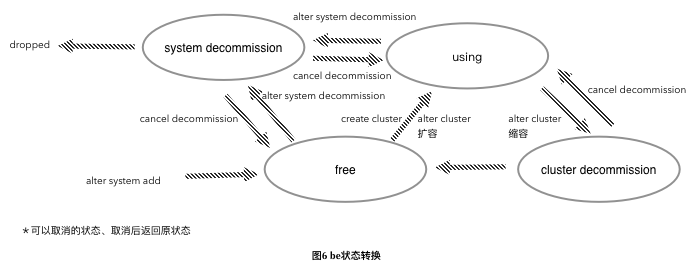 alter system decommission
dropped
system decommission
using
cancel decommission
alter system decommission
cancel decommission
cancel decommission
create cluster
alter cluster
扩容
alter cluster
缩容
free
cluster decommission
alter system add
*可以取消的状态、取消后返回原状态
图6 be状态转换